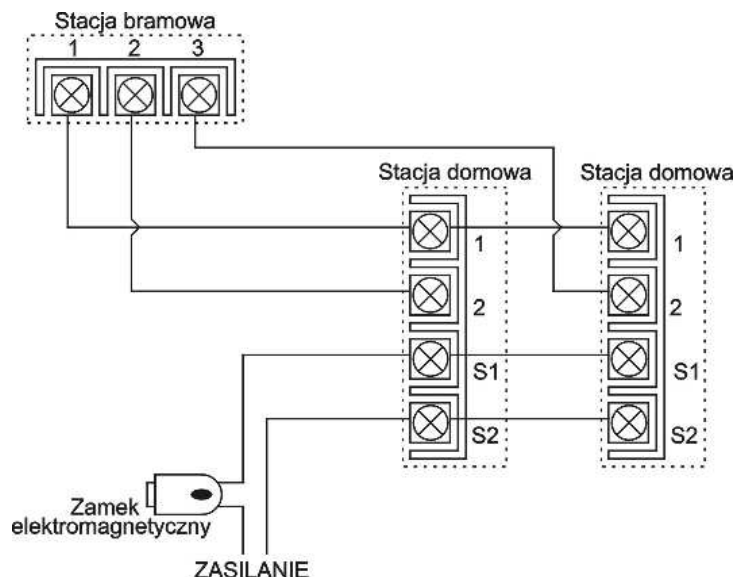 Stacja bramowa
1 2 3
Stacja domowa Stacja domowa
1 1
2 2
S1 S1
S2 S2
Zamek
elektromagnetyczny
ZASILANIE